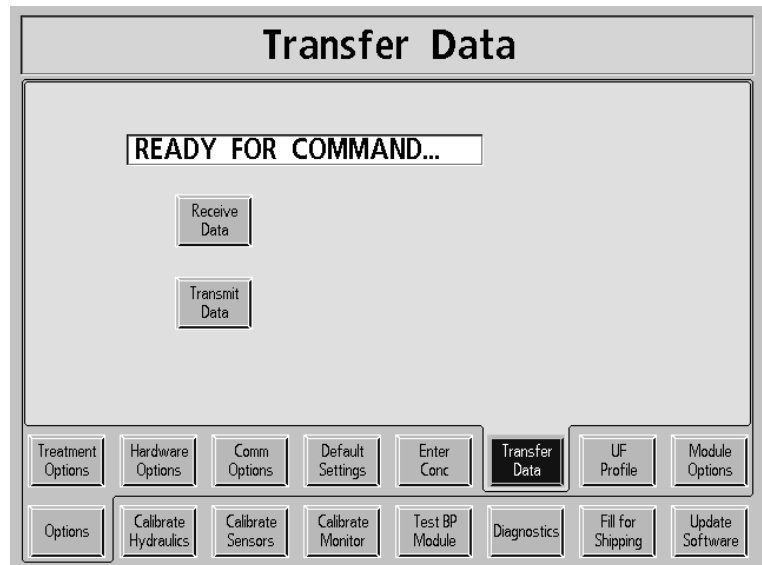 Transfer Data
READY FOR COMMAND...
Receive
Data
Transmit
Data
Treatment
Options
Hardware
Options
Comm
Options
Default
Settings
Enter
Conc
Transfer
Data
UF
Profile
Module
Options
Options
Calibrate
Hydraulics
Calibrate
Sensors
Calibrate
Monitor
Test BP
Module
Diagnostics
Fill for
Shipping
Update
Software